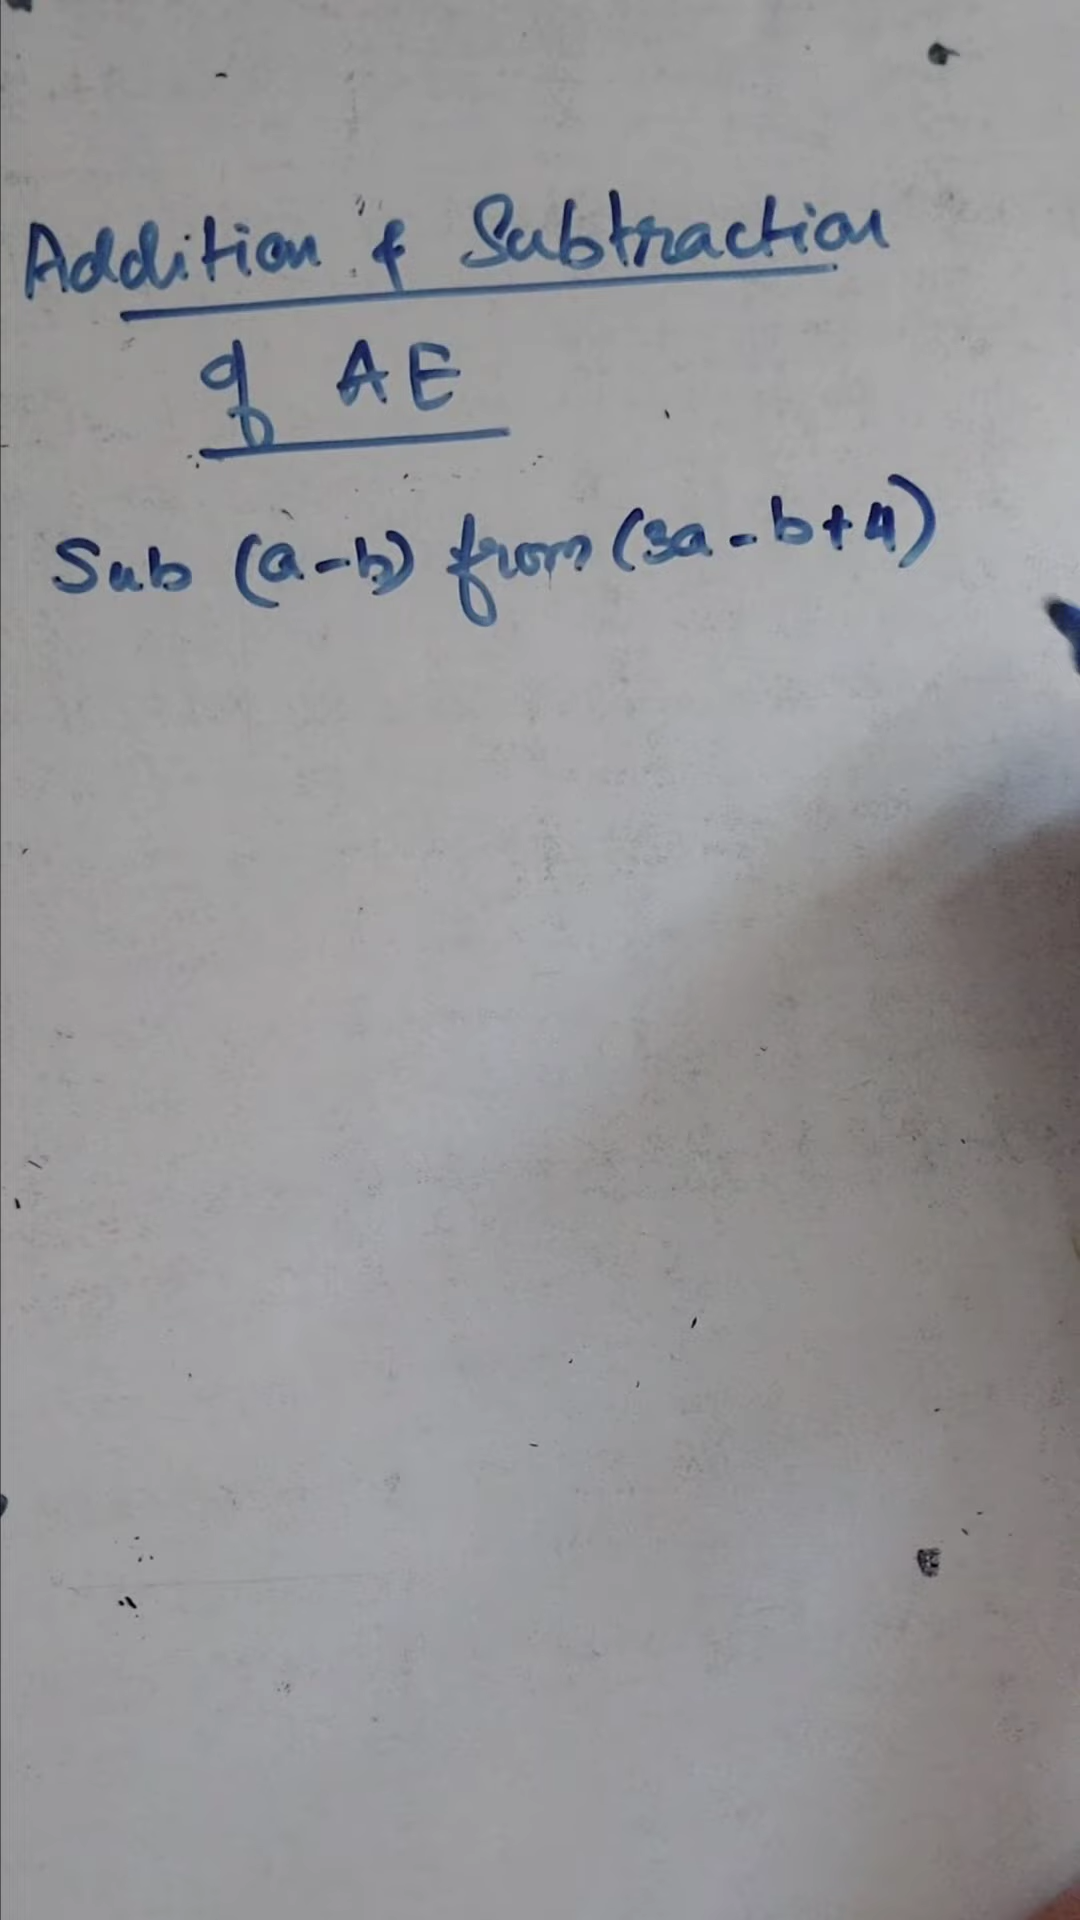 Addition & Subtraction
of AE
Sub (a-b) from (3a-b+4)